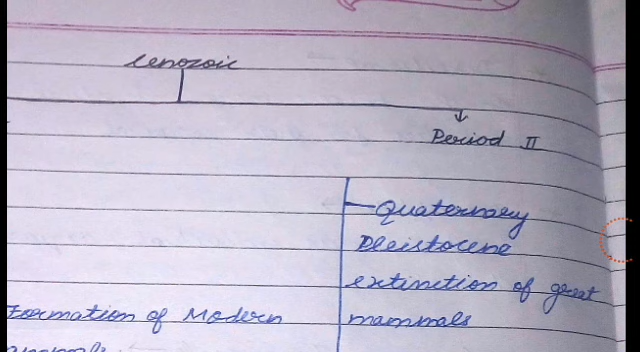 Cenozoic
Period II
Quaternary
Pleistocene
extinction of great
mammals
Formation of Modern